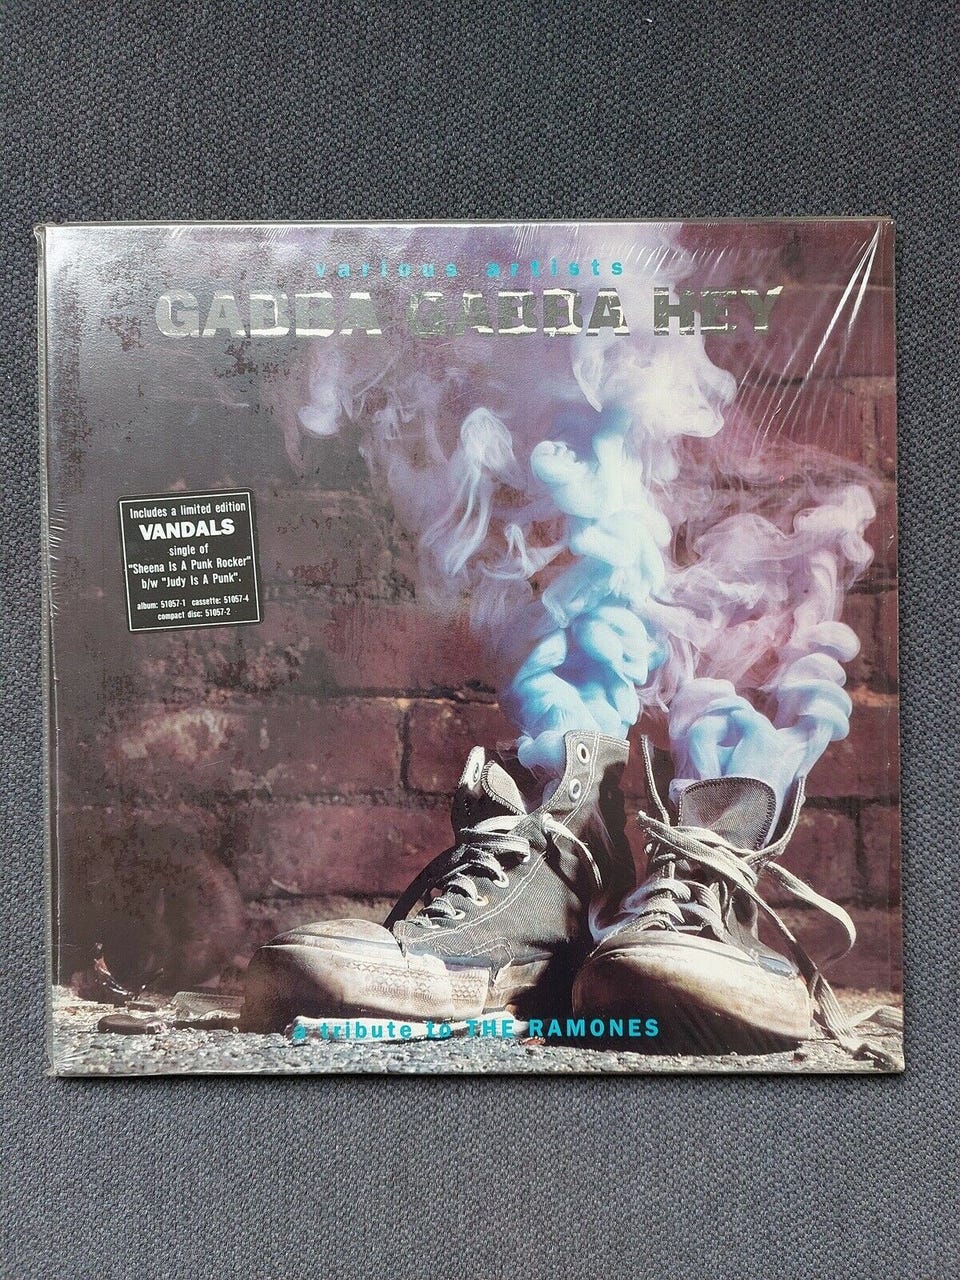 various artists
GABBA GABBA HEY
Includes a limited edition
VANDALS
single of
"Sheena Is A Punk Rocker"
b/w "Judy Is A Punk".
album: 51057-1 cassette: 51057-4
compact disc: 51057-2
a tribute to THE RAMONES